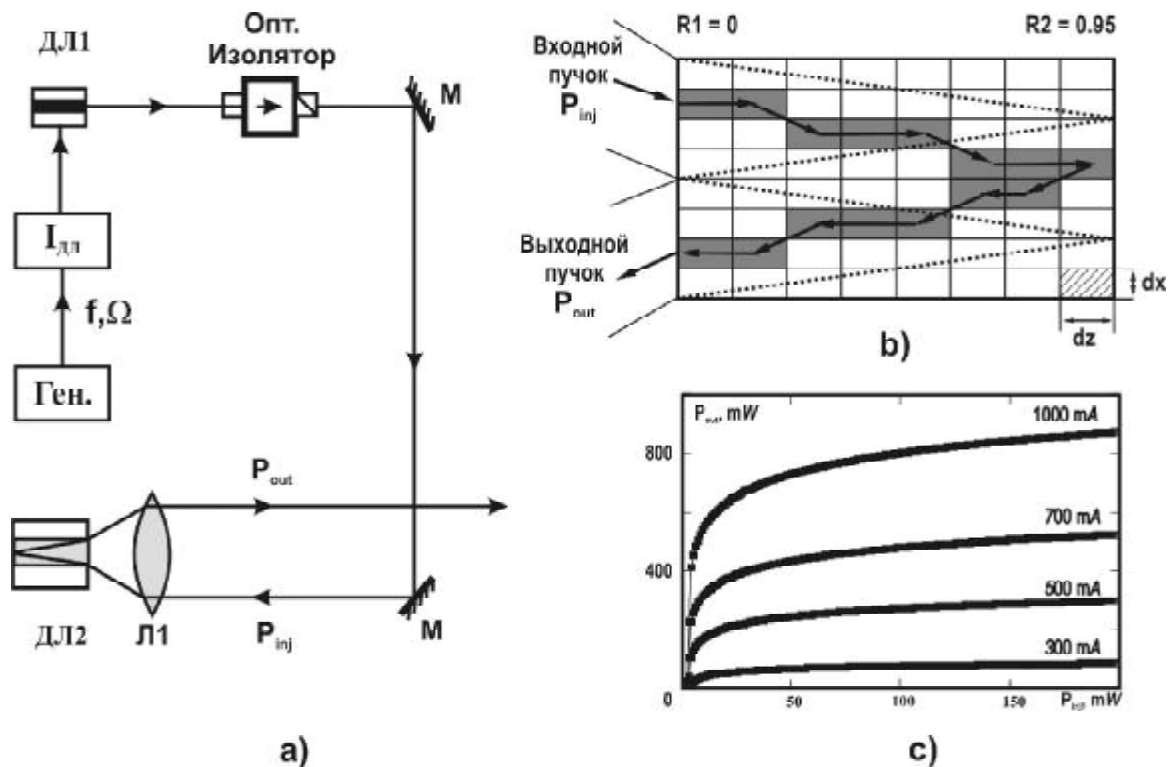 ДЛ1
Опт.
Изолятор
М
Iдл
f,Ω
Ген.
Pout
ДЛ2
Л1
Pinj
М
а)
R1 = 0
R2 = 0.95
Входной
пучок
Pinj
Выходной
пучок
Pout
dx
dz
b)
mW
1000 mA
800
700 mA
400
500 mA
300 mA
0
50
100
150
mW
c)